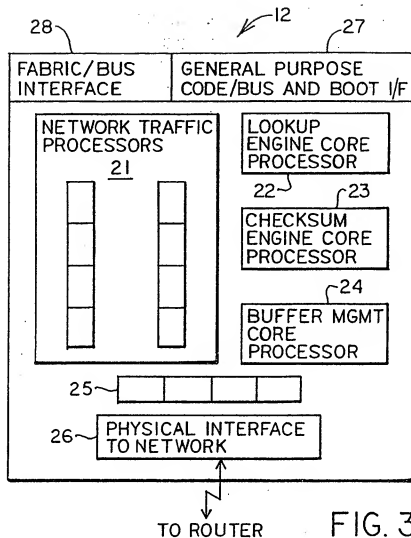 12
28
27
FABRIC/BUS
INTERFACE
GENERAL PURPOSE
CODE/BUS AND BOOT I/F
NETWORK TRAFFIC
PROCESSORS
21
LOOKUP
ENGINE CORE
PROCESSOR
22
23
CHECKSUM
ENGINE CORE
PROCESSOR
24
BUFFER MGMT
CORE
PROCESSOR
25
26
PHYSICAL INTERFACE
TO NETWORK
TO ROUTER
FIG. 3